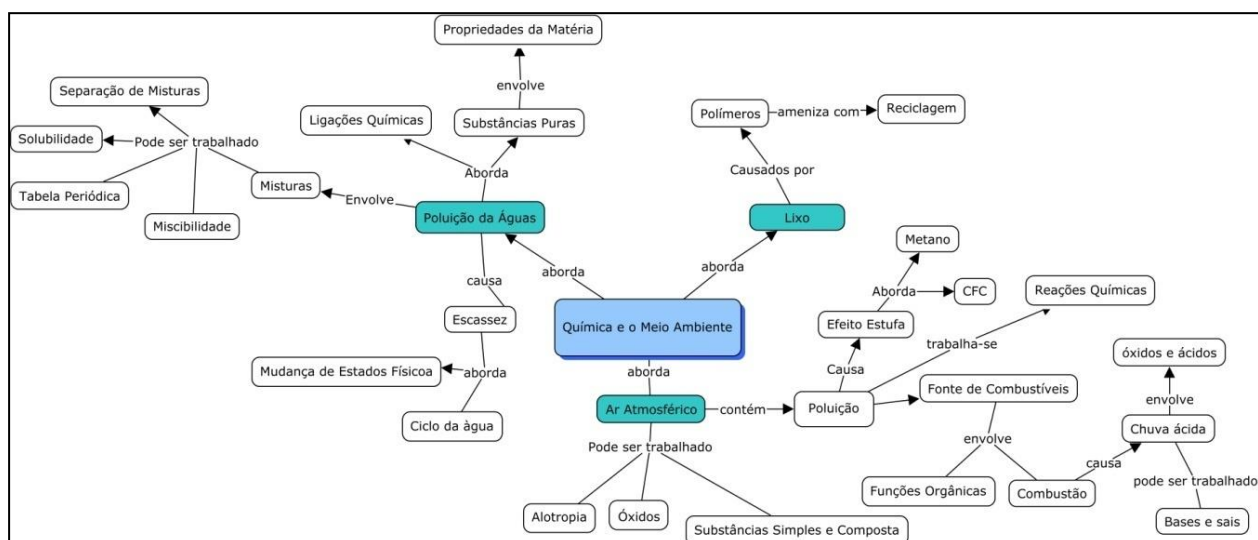 Propriedades da Matéria
envolve
Separação de Misturas
Ligações Químicas
Substâncias Puras
Polímeros
ameniza com
Reciclagem
Solubilidade
Pode ser trabalhado
Tabela Periódica
Miscibilidade
Misturas
Envolve
Aborda
Causados por
Poluição da Águas
Lixo
causa
aborda
aborda
Metano
Aborda
CFC
Reações Químicas
Escassez
Química e o Meio Ambiente
Efeito Estufa
trabalha-se
Mudança de Estados Físicoa
aborda
aborda
Causa
óxidos e ácidos
Ciclo da àgua
Ar Atmosférico
contém
Poluição
Fonte de Combustíveis
envolve
Chuva ácida
Pode ser trabalhado
envolve
causa
pode ser trabalhado
Alotropia
Óxidos
Substâncias Simples e Composta
Funções Orgânicas
Combustão
Bases e sais